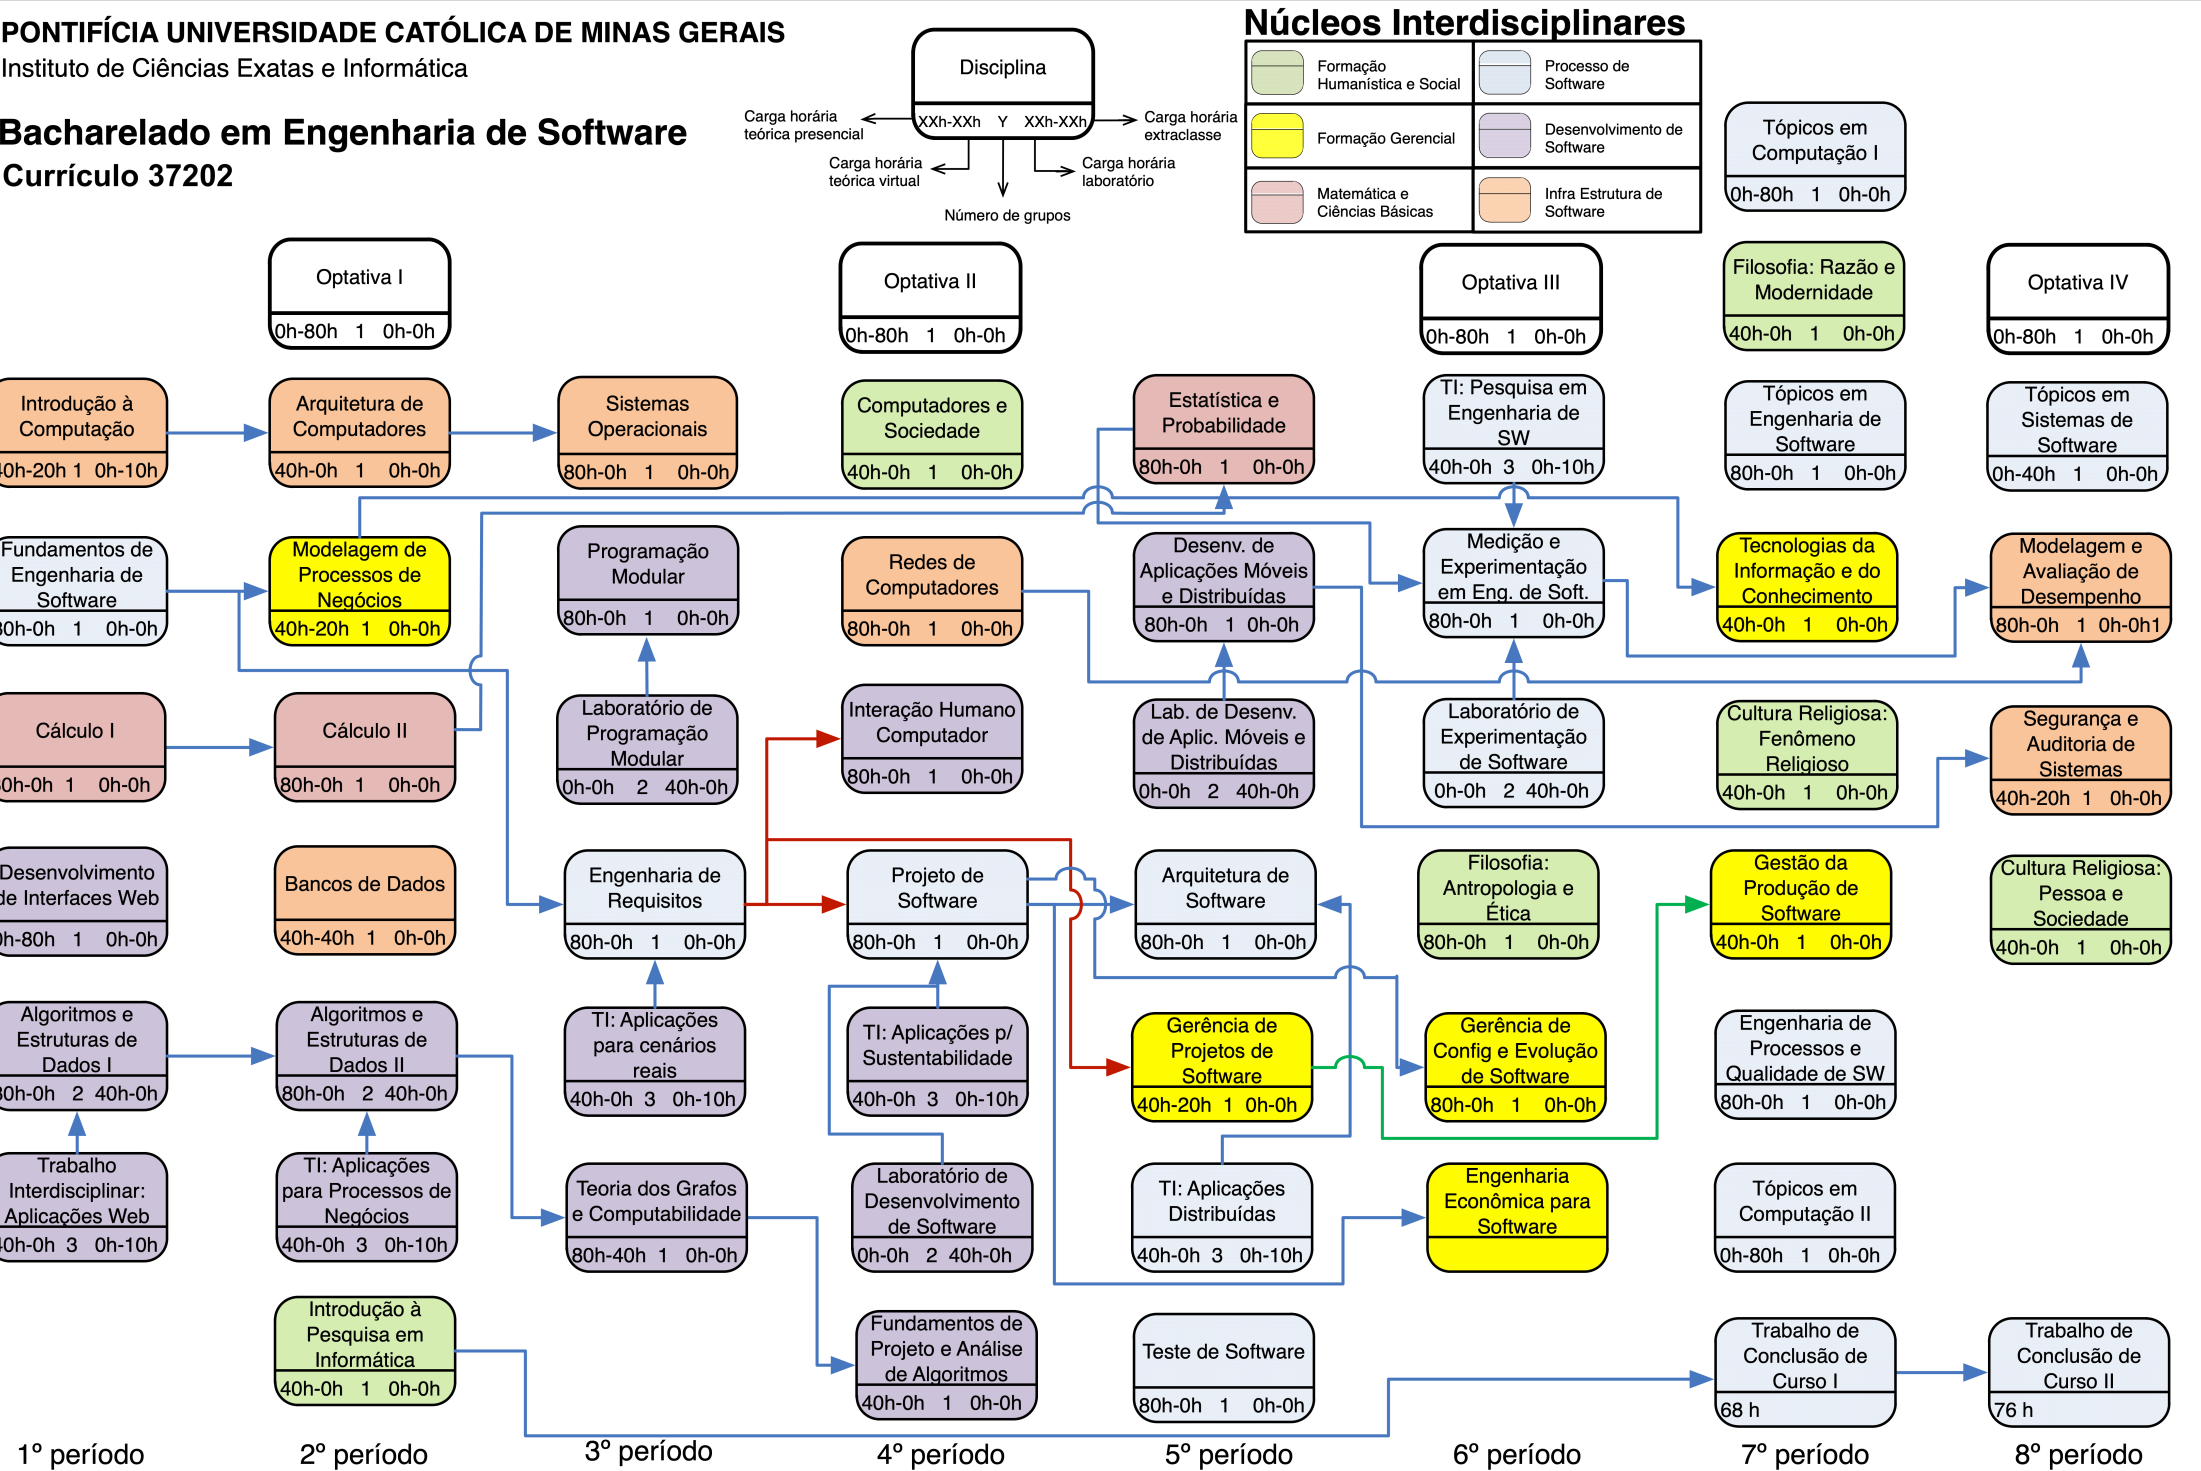 PONTIFÍCIA UNIVERSIDADE CATÓLICA DE MINAS GERAIS
Instituto de Ciências Exatas e Informática
Bacharelado em Engenharia de Software
Currículo 37202
Disciplina
XXh-XXh Y XXh-XXh
Carga horária
teórica presencial
Carga horária
extraclasse
Carga horária
teórica virtual
Carga horária
laboratório
Número de grupos
Núcleos Interdisciplinares
Formação
Humanística e Social
Processo de
Software
Formação Gerencial
Desenvolvimento de
Software
Matemática e
Ciências Básicas
Infra Estrutura de
Software
Introdução à
Computação
40h-20h 1 0h-10h
Fundamentos de
Engenharia de
Software
80h-0h 1 0h-0h
Cálculo I
80h-0h 1 0h-0h
Desenvolvimento
de Interfaces Web
0h-80h 1 0h-0h
Algoritmos e
Estruturas de
Dados I
80h-0h 2 40h-0h
Trabalho
Interdisciplinar:
Aplicações Web
40h-0h 3 0h-10h
1º período
Optativa I
0h-80h 1 0h-0h
Arquitetura de
Computadores
40h-0h 1 0h-0h
Modelagem de
Processos de
Negócios
40h-20h 1 0h-0h
Cálculo II
80h-0h 1 0h-0h
Bancos de Dados
40h-40h 1 0h-0h
Algoritmos e
Estruturas de
Dados II
80h-0h 2 40h-0h
TI: Aplicações
para Processos de
Negócios
40h-0h 3 0h-10h
Introdução à
Pesquisa em
Informática
40h-0h 1 0h-0h
2º período
Sistemas
Operacionais
80h-0h 1 0h-0h
Programação
Modular
80h-0h 1 0h-0h
Laboratório de
Programação
Modular
0h-0h 2 40h-0h
Engenharia de
Requisitos
80h-0h 1 0h-0h
TI: Aplicações
para cenários
reais
40h-0h 3 0h-10h
Teoria dos Grafos
e Computabilidade
80h-40h 1 0h-0h
3º período
Optativa II
0h-80h 1 0h-0h
Computadores e
Sociedade
40h-0h 1 0h-0h
Redes de
Computadores
80h-0h 1 0h-0h
Interação Humano
Computador
80h-0h 1 0h-0h
Projeto de
Software
80h-0h 1 0h-0h
TI: Aplicações p/
Sustentabilidade
40h-0h 3 0h-10h
Laboratório de
Desenvolvimento
de Software
0h-0h 2 40h-0h
Fundamentos de
Projeto e Análise
de Algoritmos
40h-0h 1 0h-0h
4º período
Estatística e
Probabilidade
80h-0h 1 0h-0h
Desenv. de
Aplicações Móveis
e Distribuídas
80h-0h 1 0h-0h
Lab. de Desenv.
de Aplic. Móveis e
Distribuídas
0h-0h 2 40h-0h
Arquitetura de
Software
80h-0h 1 0h-0h
Gerência de
Projetos de
Software
40h-20h 1 0h-0h
TI: Aplicações
Distribuídas
40h-0h 3 0h-10h
Teste de Software
80h-0h 1 0h-0h
5º período
Optativa III
0h-80h 1 0h-0h
TI: Pesquisa em
Engenharia de
SW
40h-0h 3 0h-10h
Medição e
Experimentação
em Eng. de Soft.
80h-0h 1 0h-0h
Laboratório de
Experimentação
de Software
0h-0h 2 40h-0h
Filosofia:
Antropologia e
Ética
80h-0h 1 0h-0h
Gerência de
Config e Evolução
de Software
80h-0h 1 0h-0h
Engenharia
Econômica para
Software
6º período
Tópicos em
Computação I
0h-80h 1 0h-0h
Filosofia: Razão e
Modernidade
40h-0h 1 0h-0h
Tópicos em
Engenharia de
Software
80h-0h 1 0h-0h
Tecnologias da
Informação e do
Conhecimento
40h-0h 1 0h-0h
Cultura Religiosa:
Fenômeno
Religioso
40h-0h 1 0h-0h
Gestão da
Produção de
Software
40h-0h 1 0h-0h
Engenharia de
Processos e
Qualidade de SW
80h-0h 1 0h-0h
Tópicos em
Computação II
0h-80h 1 0h-0h
Trabalho de
Conclusão de
Curso I
68 h
7º período
Optativa IV
0h-80h 1 0h-0h
Tópicos em
Sistemas de
Software
0h-40h 1 0h-0h
Modelagem e
Avaliação de
Desempenho
80h-0h 1 0h-0h1
Segurança e
Auditoria de
Sistemas
40h-20h 1 0h-0h
Cultura Religiosa:
Pessoa e
Sociedade
40h-0h 1 0h-0h
Trabalho de
Conclusão de
Curso II
76 h
8º período